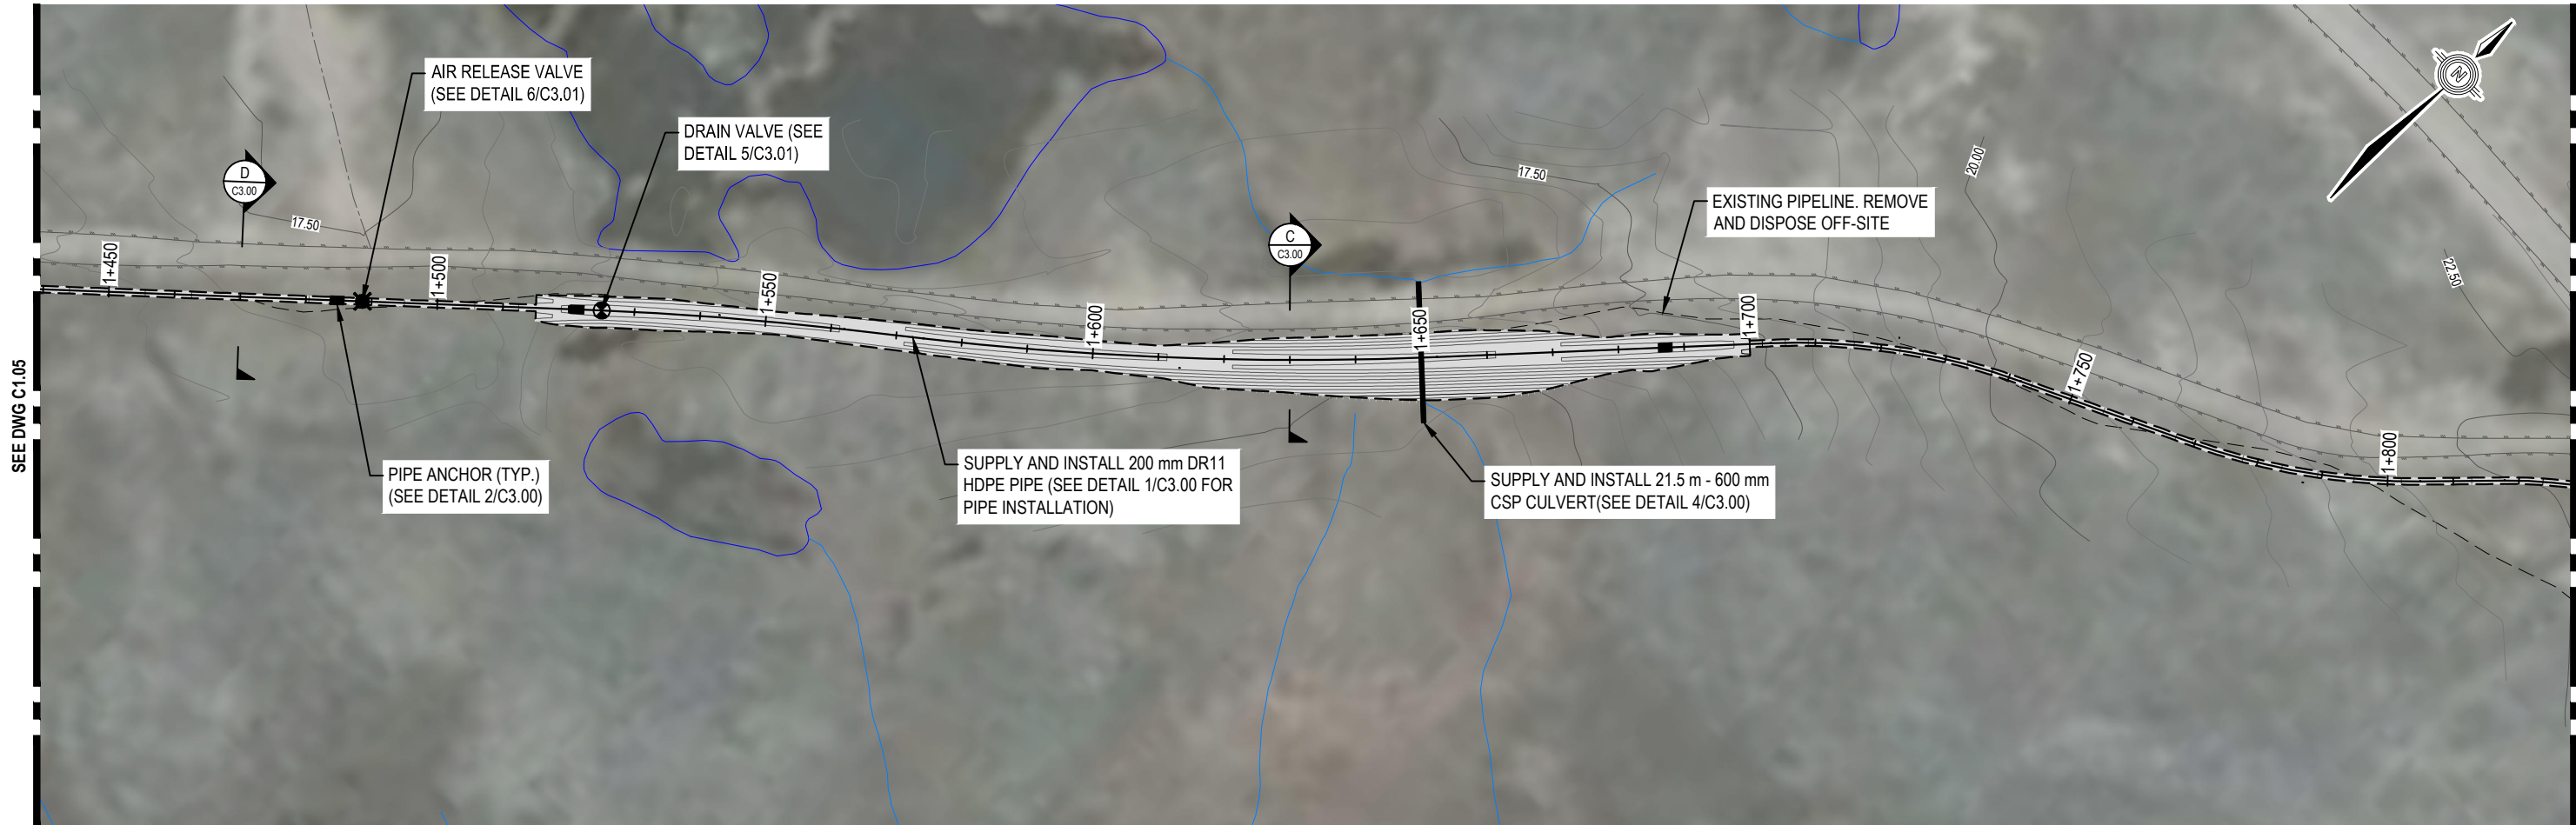 AIR RELEASE VALVE
(SEE DETAIL 6/C3.01)
DRAIN VALVE (SEE
DETAIL 5/C3.01)
N
D
C3.00
17.50
17.50
20.00
EXISTING PIPELINE. REMOVE
AND DISPOSE OFF-SITE
C
C3.00
22.50
1+450
1+500
1+550
1+600
1+650
1+700
1+750
1+800
SEE DWG C1.05
PIPE ANCHOR (TYP.)
(SEE DETAIL 2/C3.00)
SUPPLY AND INSTALL 200 mm DR11
HDPE PIPE (SEE DETAIL 1/C3.00 FOR
PIPE INSTALLATION)
SUPPLY AND INSTALL 21.5 m - 600 mm
CSP CULVERT(SEE DETAIL 4/C3.00)